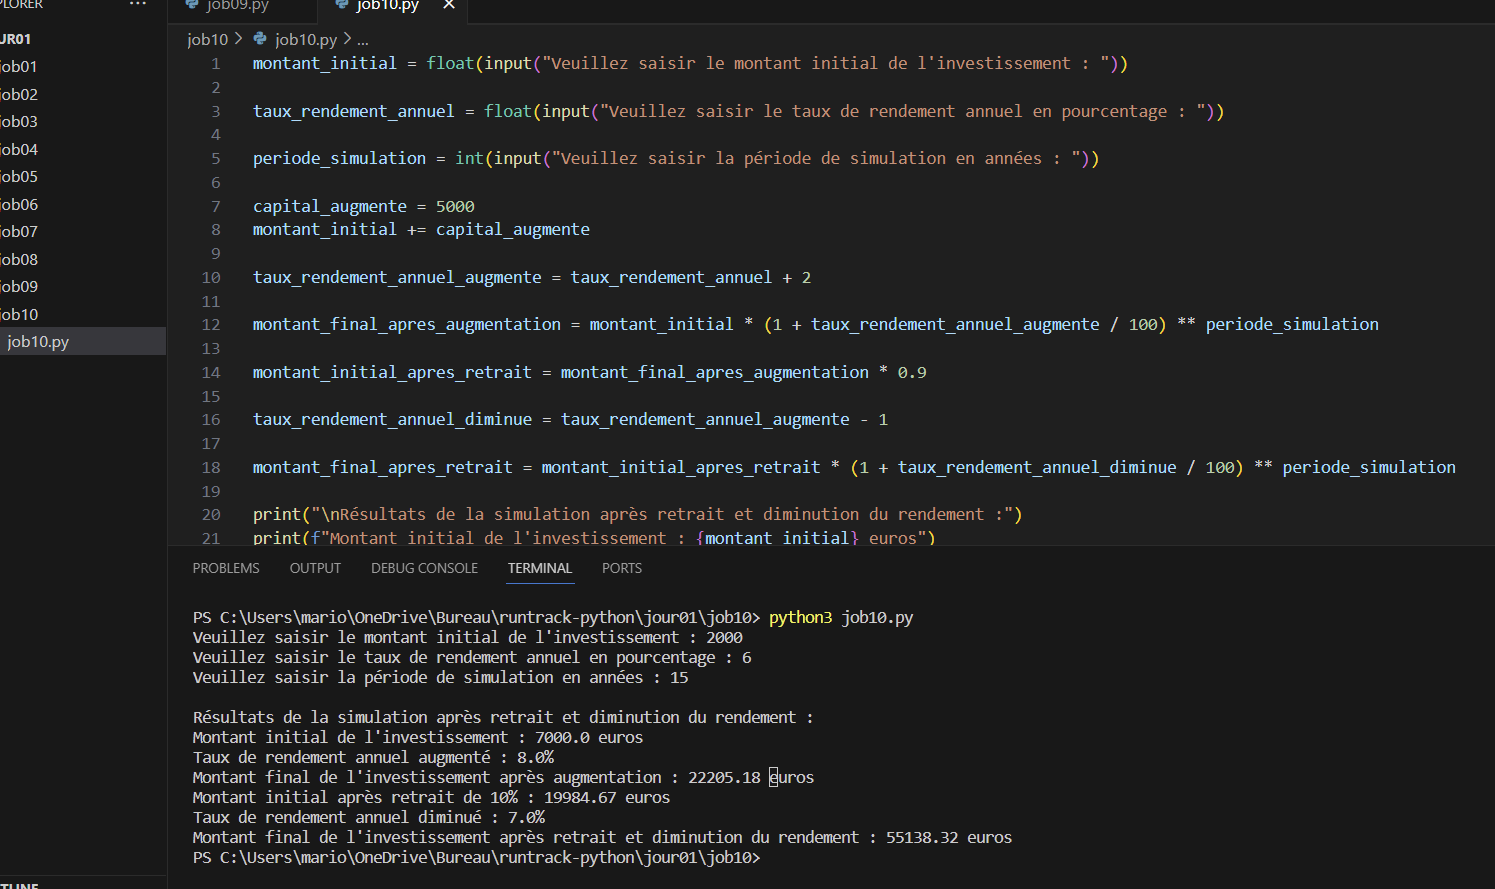 PLORER
...
job09.py
job10.py
JR01
job01
job02
job03
job04
job05
job06
job07
job08
job09
job10
job10.py
job10 > job10.py > ...
1 montant_initial = float(input("Veuillez saisir le montant initial de l'investissement : "))
2
3 taux_rendement_annuel = float(input("Veuillez saisir le taux de rendement annuel en pourcentage : "))
4
5 periode_simulation = int(input("Veuillez saisir la période de simulation en années : "))
6
7 capital_augmente = 5000
8 montant_initial += capital_augmente
9
10 taux_rendement_annuel_augmente = taux_rendement_annuel + 2
11
12 montant_final_apres_augmentation = montant_initial * (1 + taux_rendement_annuel_augmente / 100) ** periode_simulation
13
14 montant_initial_apres_retrait = montant_final_apres_augmentation * 0.9
15
16 taux_rendement_annuel_diminue = taux_rendement_annuel_augmente - 1
17
18 montant_final_apres_retrait = montant_initial_apres_retrait * (1 + taux_rendement_annuel_diminue / 100) ** periode_simulation
19
20 print("\nRésultats de la simulation après retrait et diminution du rendement :")
21 print(f"Montant initial de l'investissement : {montant_initial} euros")
PROBLEMS OUTPUT DEBUG CONSOLE TERMINAL PORTS
PS C:\Users\mario\OneDrive\Bureau\runtrack-python\jour01\job10> python3 job10.py
Veuillez saisir le montant initial de l'investissement : 2000
Veuillez saisir le taux de rendement annuel en pourcentage : 6
Veuillez saisir la période de simulation en années : 15
Résultats de la simulation après retrait et diminution du rendement :
Montant initial de l'investissement : 7000.0 euros
Taux de rendement annuel augmenté : 8.0%
Montant final de l'investissement après augmentation : 22205.18 euros
Montant initial après retrait de 10% : 19984.67 euros
Taux de rendement annuel diminué : 7.0%
Montant final de l'investissement après retrait et diminution du rendement : 55138.32 euros
PS C:\Users\mario\OneDrive\Bureau\runtrack-python\jour01\job10>